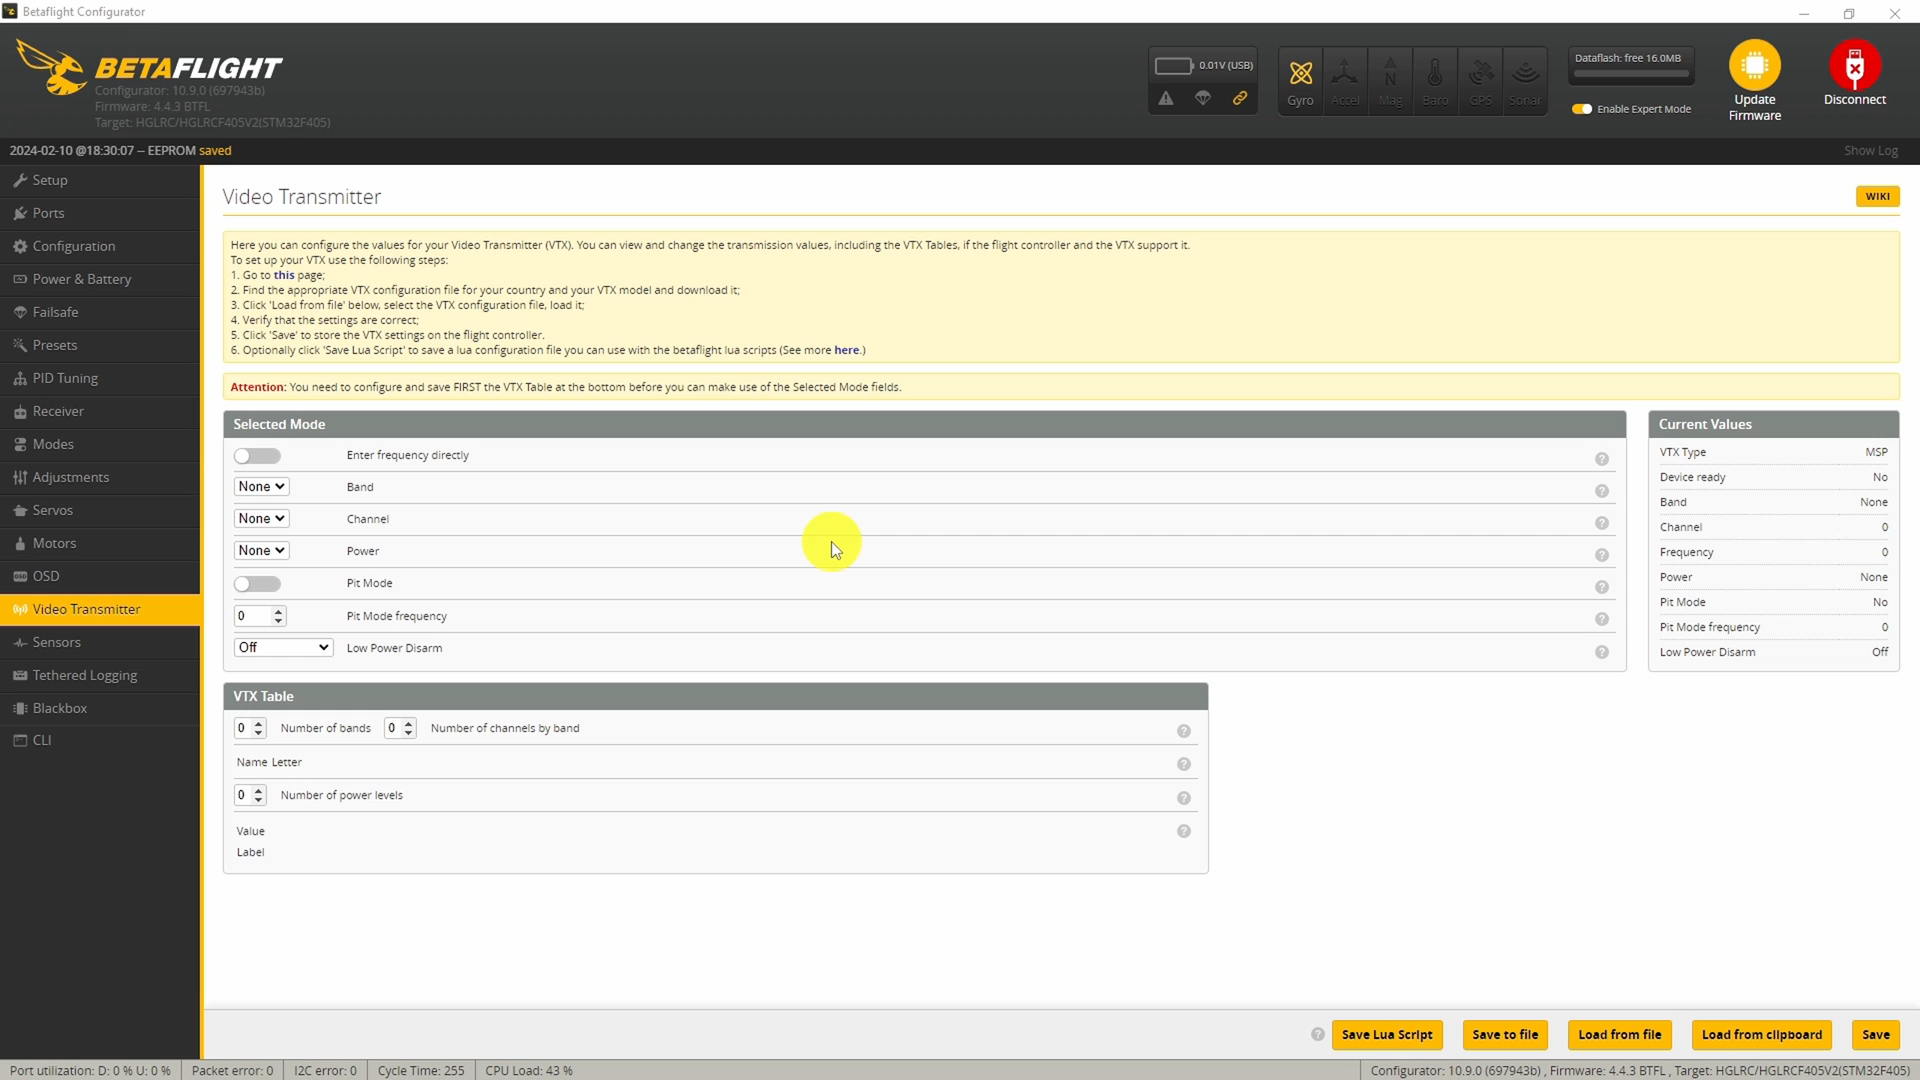 Betaflight Configurator
BETAFLIGHT
Configurator: 10.9.0 (697943b)
Firmware: 4.4.3 BTFL
Target: HGLRC/HGLRCF405V2(STM32F405)
0.01V (USB)
Gyro
Accel
Mag
Baro
GPS
Sonar
Dataflash: free 16.0MB
Enable Expert Mode
Update
Firmware
Disconnect
2024-02-10 @18:30:07 -- EEPROM saved
Show Log
Setup
Ports
Configuration
Power & Battery
Failsafe
Presets
PID Tuning
Receiver
Modes
Adjustments
Servos
Motors
OSD
Video Transmitter
Sensors
Tethered Logging
Blackbox
CLI
Video Transmitter
WIKI
Here you can configure the values for your Video Transmitter (VTX). You can view and change the transmission values, including the VTX Tables, if the flight controller and the VTX support it.
To set up your VTX use the following steps:
1. Go to this page;
2. Find the appropriate VTX configuration file for your country and your VTX model and download it;
3. Click 'Load from file' below, select the VTX configuration file, load it;
4. Verify that the settings are correct;
5. Click 'Save' to store the VTX settings on the flight controller.
6. Optionally click 'Save Lua Script' to save a lua configuration file you can use with the betaflight lua scripts (See more here.)
Attention: You need to configure and save FIRST the VTX Table at the bottom before you can make use of the Selected Mode fields.
Selected Mode
Enter frequency directly
None Band
None Channel
None Power
Pit Mode
0 Pit Mode frequency
Off Low Power Disarm
Current Values
VTX Type MSP
Device ready No
Band None
Channel 0
Frequency 0
Power None
Pit Mode No
Pit Mode frequency 0
Low Power Disarm Off
VTX Table
0 Number of bands 0 Number of channels by band
Name Letter
0 Number of power levels
Value
Label
Save Lua Script
Save to file
Load from file
Load from clipboard
Save
Port utilization: D: 0 % U: 0 %
Packet error: 0
I2C error: 0
Cycle Time: 255
CPU Load: 43 %
Configurator: 10.9.0 (697943b) , Firmware: 4.4.3 BTFL , Target: HGLRC/HGLRCF405V2(STM32F405)